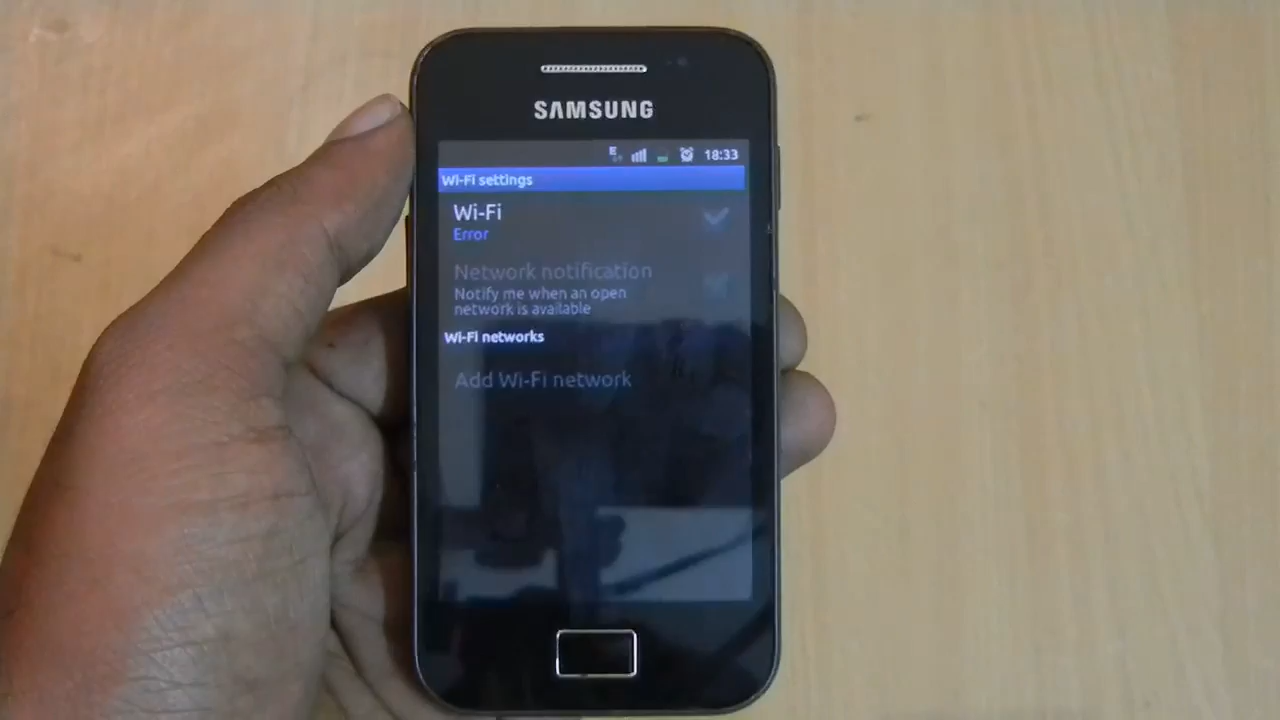 SAMSUNG
E 18:33
Wi-Fi settings
Wi-Fi
Error
Network notification
Notify me when an open
network is available
Wi-Fi networks
Add Wi-Fi network